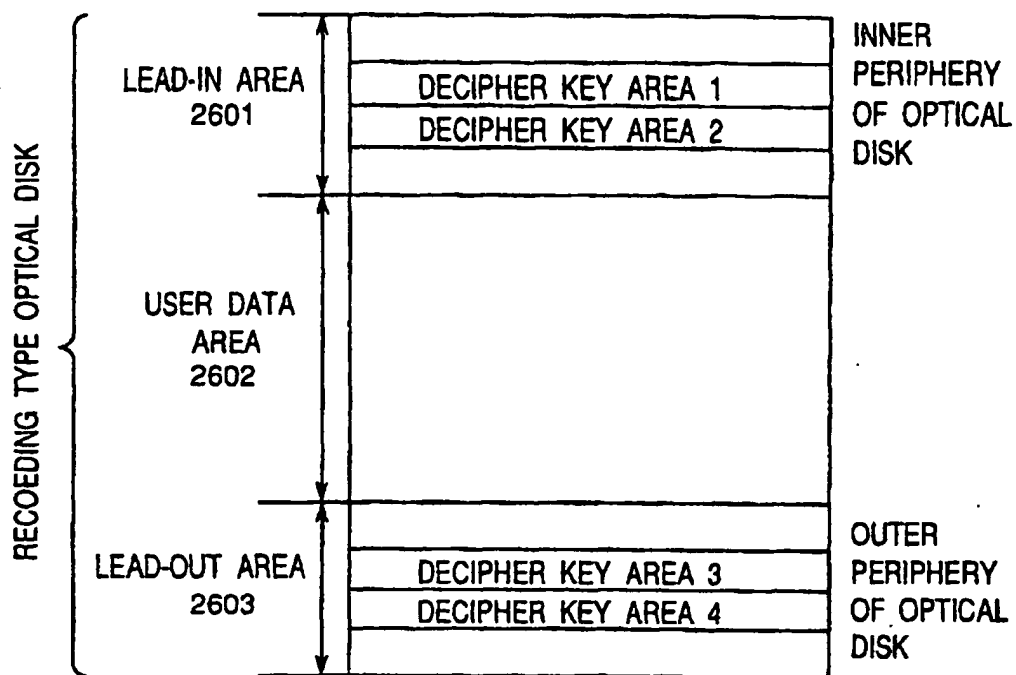 RECOEDING TYPE OPTICAL DISK
LEAD-IN AREA
2601
DECIPHER KEY AREA 1
DECIPHER KEY AREA 2
INNER
PERIPHERY
OF OPTICAL
DISK
USER DATA
AREA
2602
LEAD-OUT AREA
2603
DECIPHER KEY AREA 3
DECIPHER KEY AREA 4
OUTER
PERIPHERY
OF OPTICAL
DISK